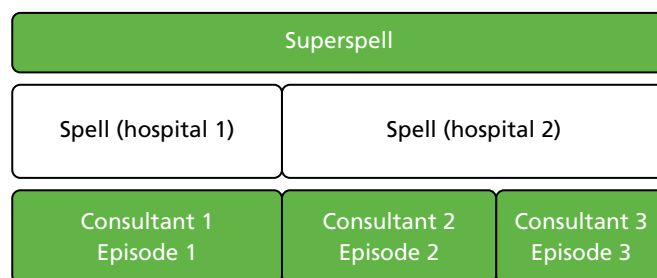 Superspell
Spell (hospital 1)
Spell (hospital 2)
Consultant 1
Episode 1
Consultant 2
Episode 2
Consultant 3
Episode 3